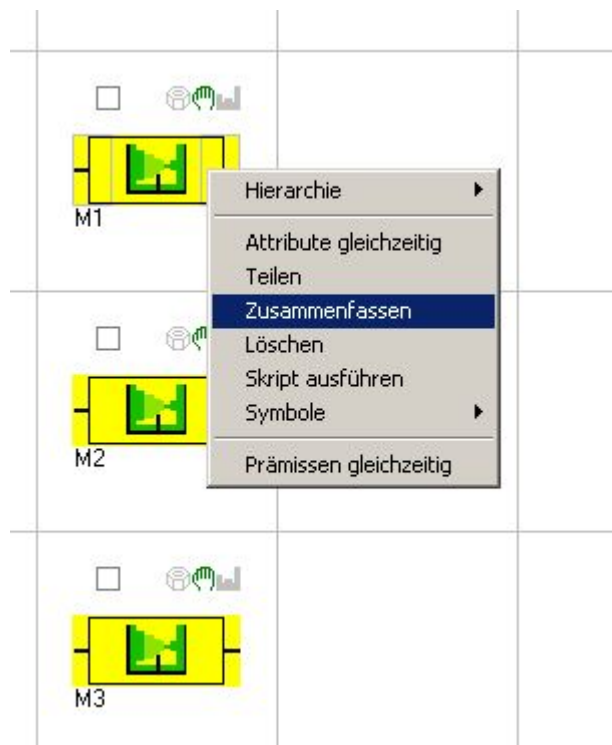 M1
Hierarchie
Attribute gleichzeitig
Teilen
Zusammenfassen
Löschen
Skript ausführen
Symbole
Prämissen gleichzeitig
M2
M3